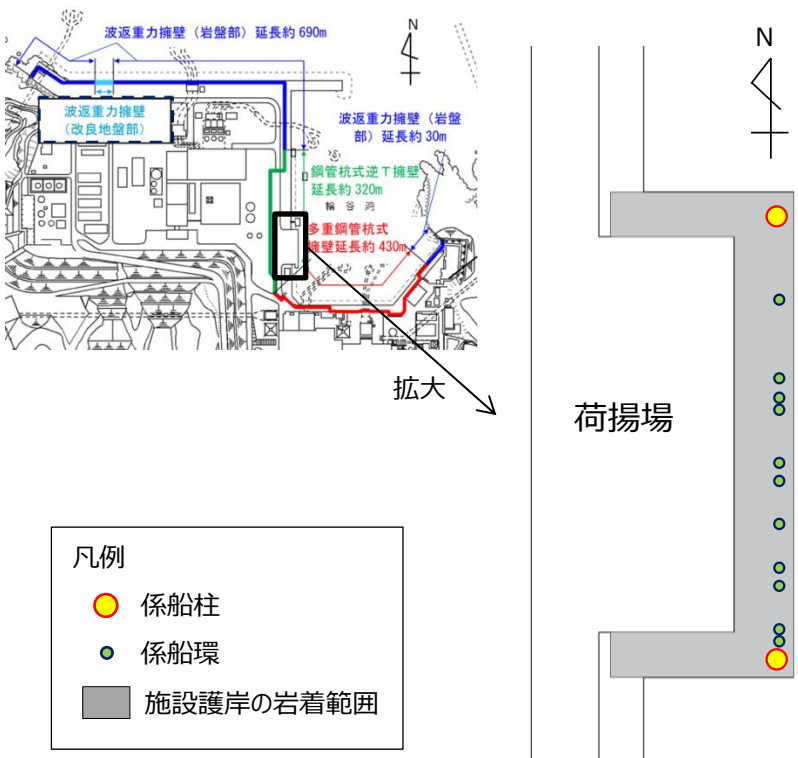 波返重力擁壁（岩盤部）延長約690m
N
波返重力擁壁
（改良地盤部）
波返重力擁壁（岩盤
部）延長約30m
鋼管杭式逆Ｔ擁壁
延長約320m
輪谷湾
多重鋼管杭式
擁壁延長約430m
拡大
N
荷揚場
凡例
係船柱
係船環
施設護岸の岩着範囲